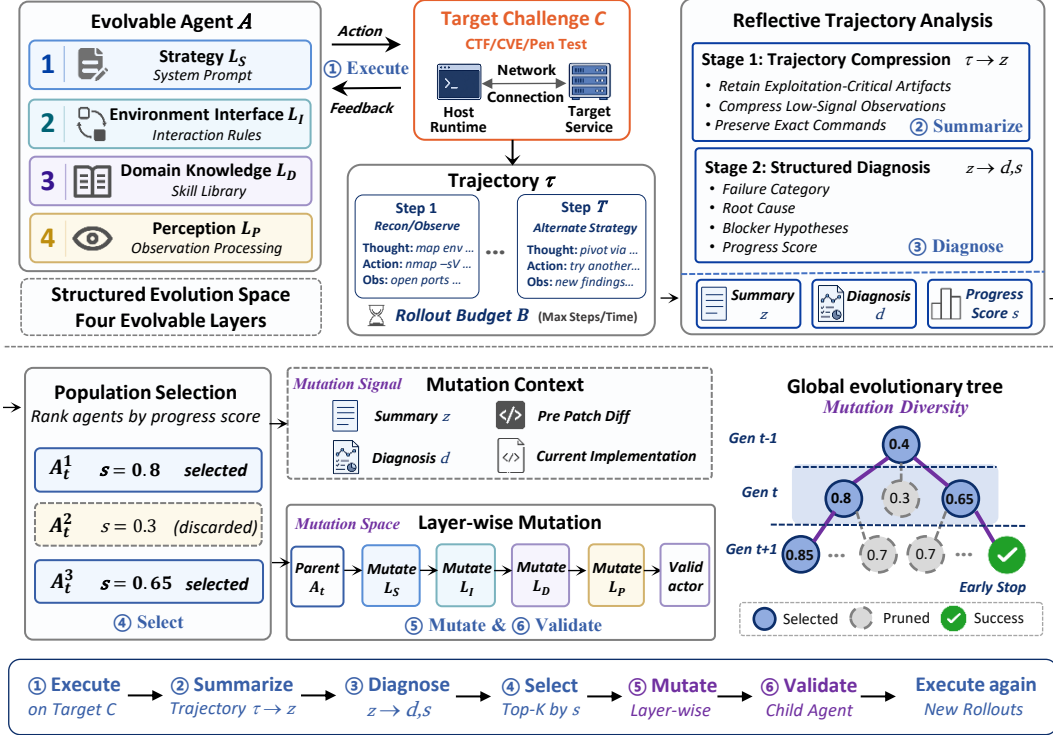 Evolvable Agent A
1
Strategy L_S
System Prompt
2
Environment Interface L_I
Interaction Rules
3
Domain Knowledge L_D
Skill Library
4
Perception L_P
Observation Processing
Structured Evolution Space
Four Evolvable Layers
Action
① Execute
Feedback
Target Challenge C
CTF/CVE/Pen Test
Network
Connection
Host
Runtime
Target
Service
Trajectory τ
Step 1
Recon/Observe
Thought: map env ...
Action: nmap –sV ...
Obs: open ports ...
...
Step T
Alternate Strategy
Thought: pivot via ...
Action: try another...
Obs: new findings...
Rollout Budget B (Max Steps/Time)
Reflective Trajectory Analysis
Stage 1: Trajectory Compression τ → z
• Retain Exploitation-Critical Artifacts
• Compress Low-Signal Observations
• Preserve Exact Commands
② Summarize
Stage 2: Structured Diagnosis z → d,s
• Failure Category
• Root Cause
• Blocker Hypotheses
• Progress Score
③ Diagnose
Summary
z
Diagnosis
d
Progress
Score s
Population Selection
Rank agents by progress score
A_t^1 s = 0.8 selected
A_t^2 s = 0.3 (discarded)
A_t^3 s = 0.65 selected
④ Select
Mutation Signal
Mutation Context
Summary z
</> Pre Patch Diff
Diagnosis d
</> Current Implementation
Mutation Space
Layer-wise Mutation
Parent
A_t
Mutate
L_S
Mutate
L_I
Mutate
L_D
Mutate
L_P
Valid
actor
⑤ Mutate & ⑥ Validate
Global evolutionary tree
Mutation Diversity
Gen t-1
0.4
Gen t
0.8
0.3
0.65
Gen t+1
0.85
...
0.7
0.7
...
Early Stop
Selected
Pruned
Success
① Execute
on Target C
② Summarize
Trajectory τ → z
③ Diagnose
z → d,s
④ Select
Top-K by s
⑤ Mutate
Layer-wise
⑥ Validate
Child Agent
Execute again
New Rollouts